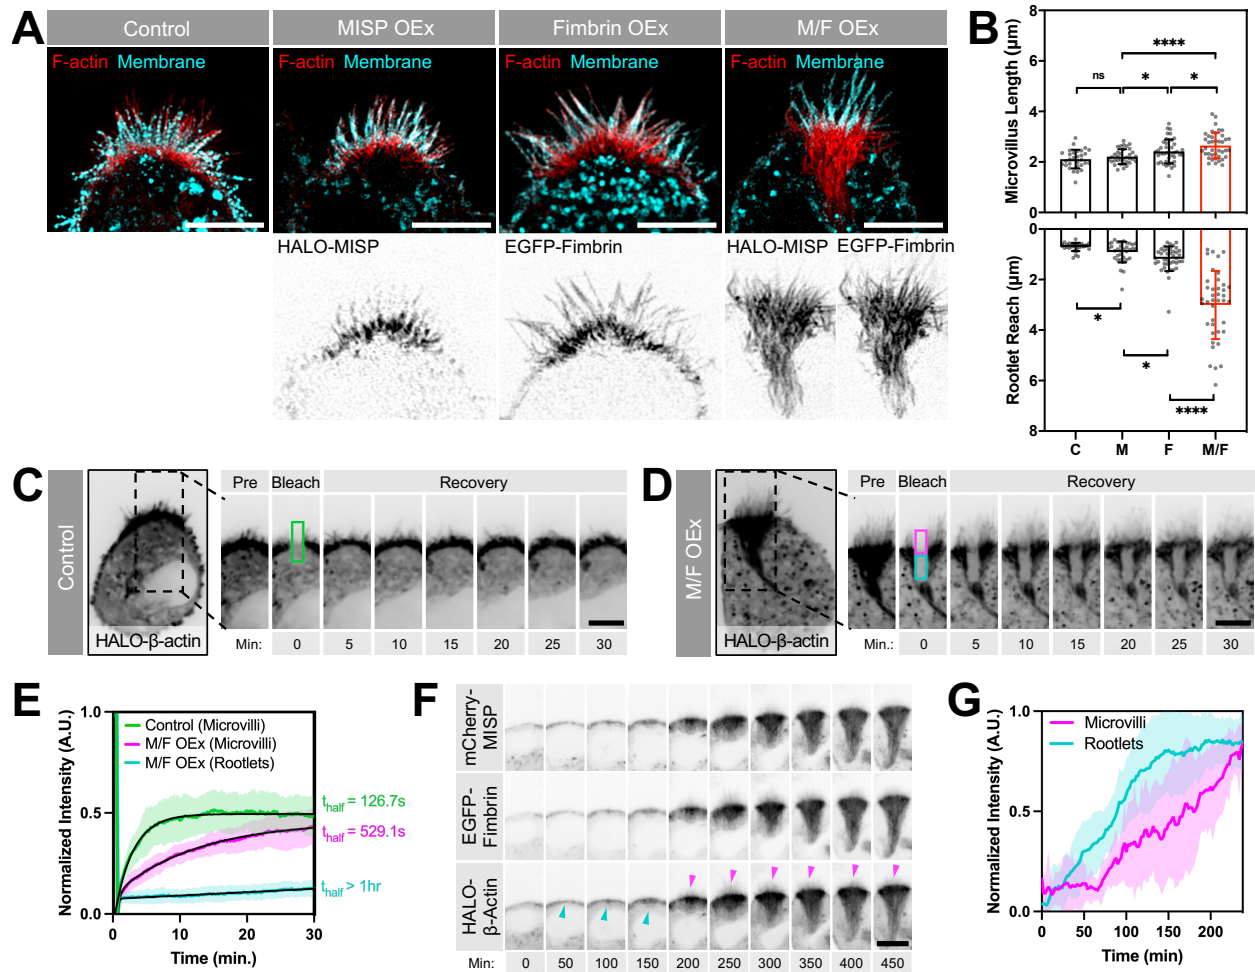 A
Control
MISP OEx
Fimbrin OEx
M/F OEx
F-actin Membrane
F-actin Membrane
F-actin Membrane
F-actin Membrane
HALO-MISP
EGFP-Fimbrin
HALO-MISP
EGFP-Fimbrin
B
Microvillus Length (μm)
8
6
4
2
0
ns
*
*
****
Rootlet Reach (μm)
0
2
4
6
8
*
*
****
C
M
F
M/F
C
Control
HALO-β-actin
Pre
Bleach
Recovery
Min:
0
5
10
15
20
25
30
D
M/F OEx
HALO-β-actin
Pre
Bleach
Recovery
Min.:
0
5
10
15
20
25
30
E
Normalized Intensity (A.U.)
1.0
0.5
0.0
Control (Microvilli)
M/F OEx (Microvilli)
M/F OEx (Rootlets)
thalf = 126.7s
thalf = 529.1s
thalf > 1hr
0
10
20
30
Time (min.)
F
mCherry-
MISP
EGFP-
Fimbrin
HALO-
β-Actin
Min:
0
50
100
150
200
250
300
350
400
450
G
Normalized Intensity (A.U.)
1.0
0.5
0.0
Microvilli
Rootlets
0
50
100
150
200
Time (min)